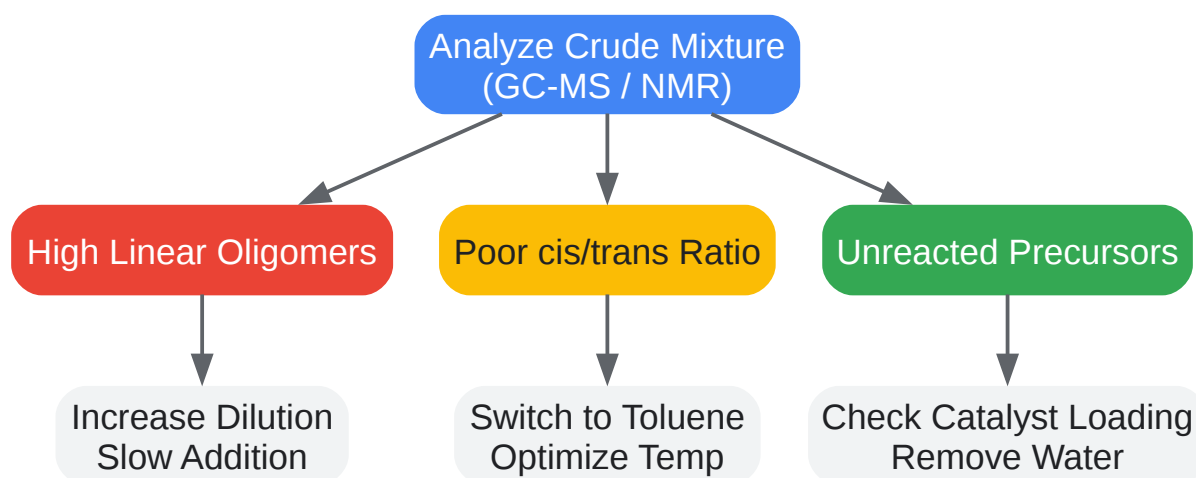 Analyze Crude Mixture
(GC-MS / NMR)
High Linear Oligomers
Poor cis/trans Ratio
Unreacted Precursors
Increase Dilution
Slow Addition
Switch to Toluene
Optimize Temp
Check Catalyst Loading
Remove Water